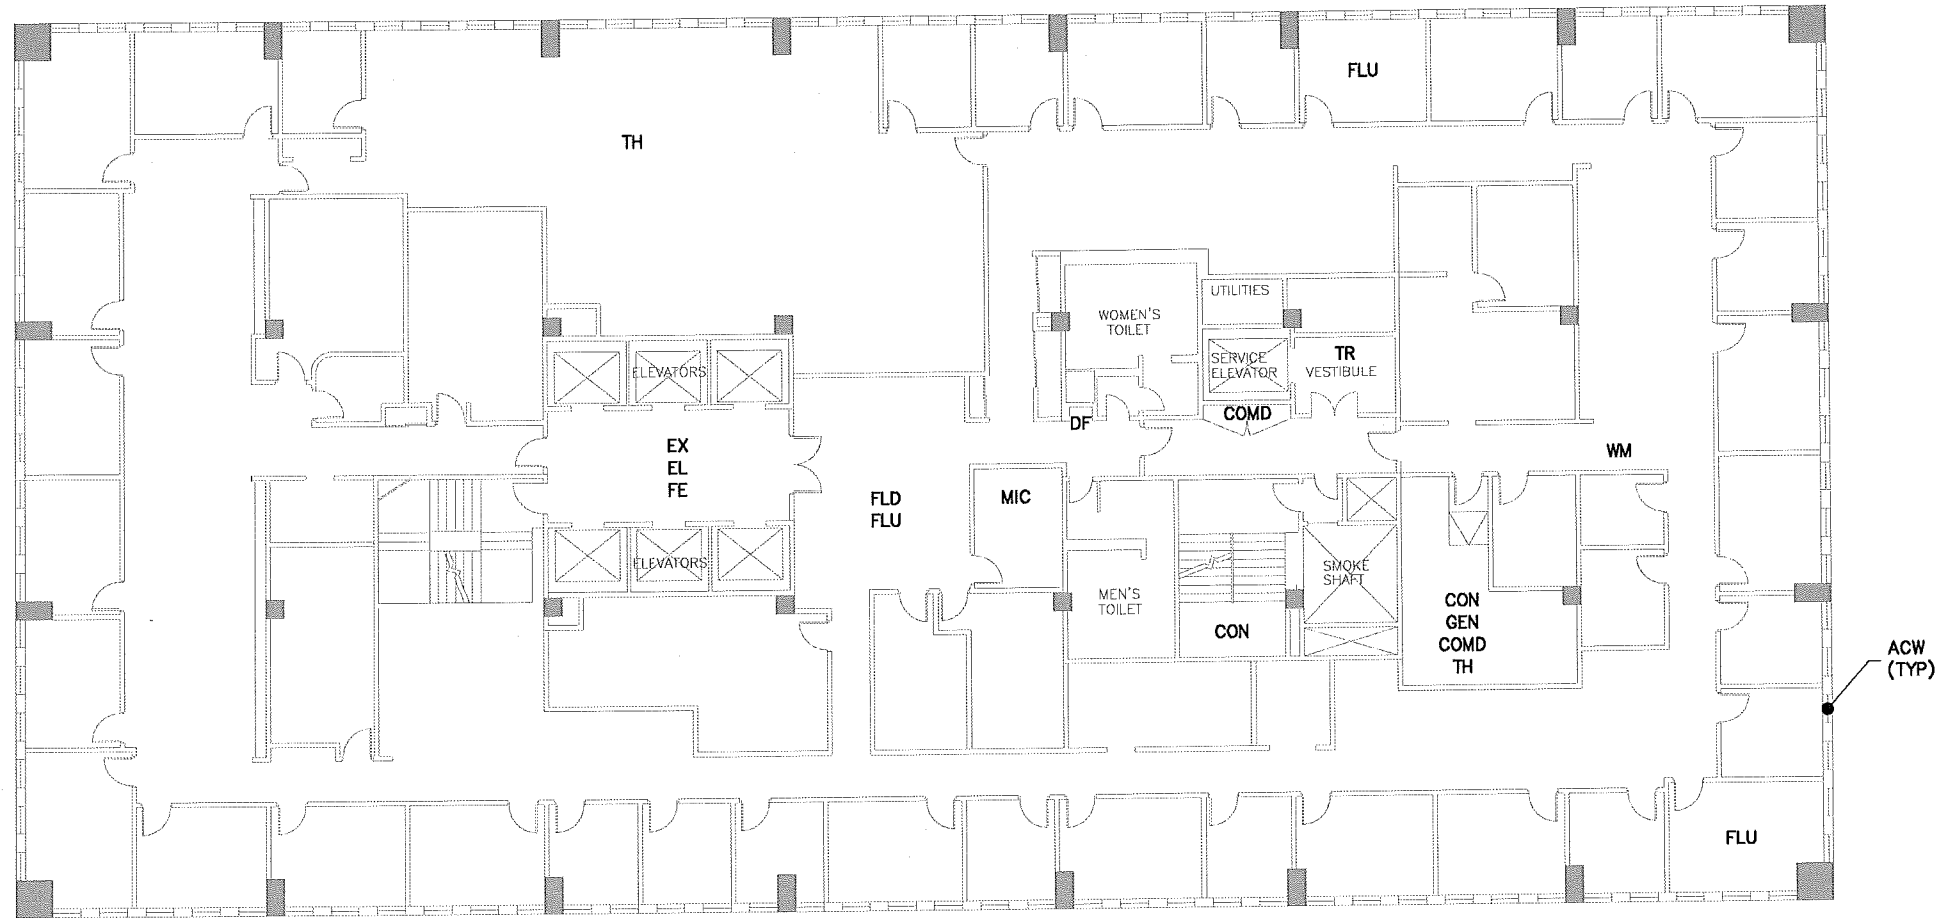 FLU
TH
UTILITIES
WOMEN'S
TOILET
SERVICE
ELEVATOR
TR
VESTIBULE
ELEVATORS
COMD
DF
EX
EL
FE
WM
FLD
FLU
MIC
ELEVATORS
SMOKE
SHAFT
MEN'S
TOILET
CON
CON
GEN
COMD
TH
ACW
(TYP)
FLU